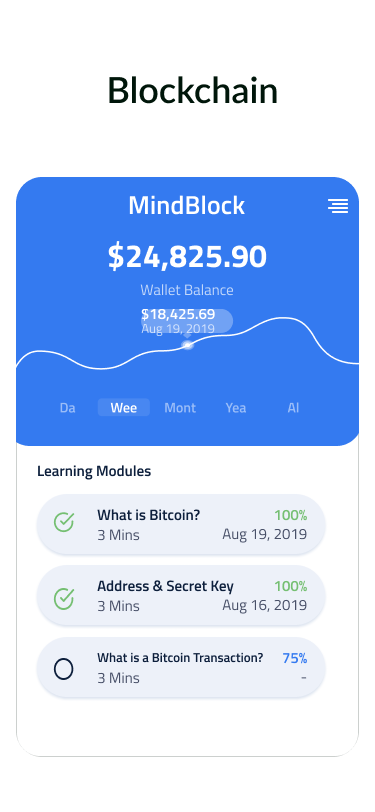 Blockchain
MindBlock
$24,825.90
Wallet Balance
$18,425.69
Aug 19, 2019
Da Wee Mont Yea Al
Learning Modules
What is Bitcoin? 100%
3 Mins Aug 19, 2019
Address & Secret Key 100%
3 Mins Aug 16, 2019
What is a Bitcoin Transaction? 75%
3 Mins -